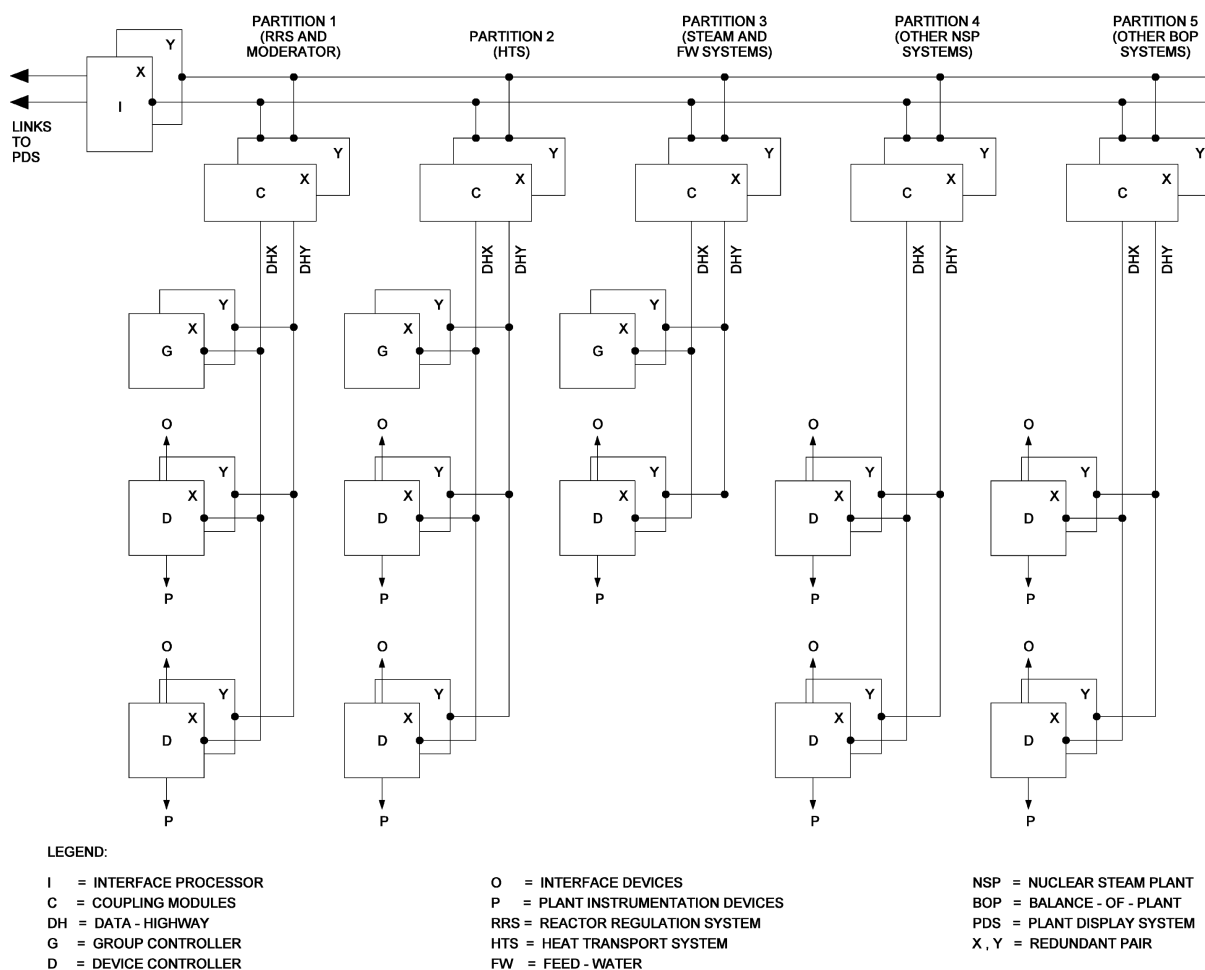 PARTITION 1
(RRS AND
MODERATOR)
PARTITION 2
(HTS)
PARTITION 3
(STEAM AND
FW SYSTEMS)
PARTITION 4
(OTHER NSP
SYSTEMS)
PARTITION 5
(OTHER BOP
SYSTEMS)
Y
X
I
LINKS
TO
PDS
Y
X
C
Y
X
C
Y
X
C
Y
X
C
Y
X
C
DHX
DHY
DHX
DHY
DHX
DHY
DHX
DHY
DHX
DHY
Y
X
G
Y
X
G
Y
X
G
O
O
O
O
O
Y
X
D
Y
X
D
Y
X
D
Y
X
D
Y
X
D
P
P
P
P
P
O
O
O
O
Y
X
D
Y
X
D
Y
X
D
Y
X
D
P
P
P
P
LEGEND:
I = INTERFACE PROCESSOR
C = COUPLING MODULES
DH = DATA - HIGHWAY
G = GROUP CONTROLLER
D = DEVICE CONTROLLER
O = INTERFACE DEVICES
P = PLANT INSTRUMENTATION DEVICES
RRS = REACTOR REGULATION SYSTEM
HTS = HEAT TRANSPORT SYSTEM
FW = FEED - WATER
NSP = NUCLEAR STEAM PLANT
BOP = BALANCE - OF - PLANT
PDS = PLANT DISPLAY SYSTEM
X , Y = REDUNDANT PAIR